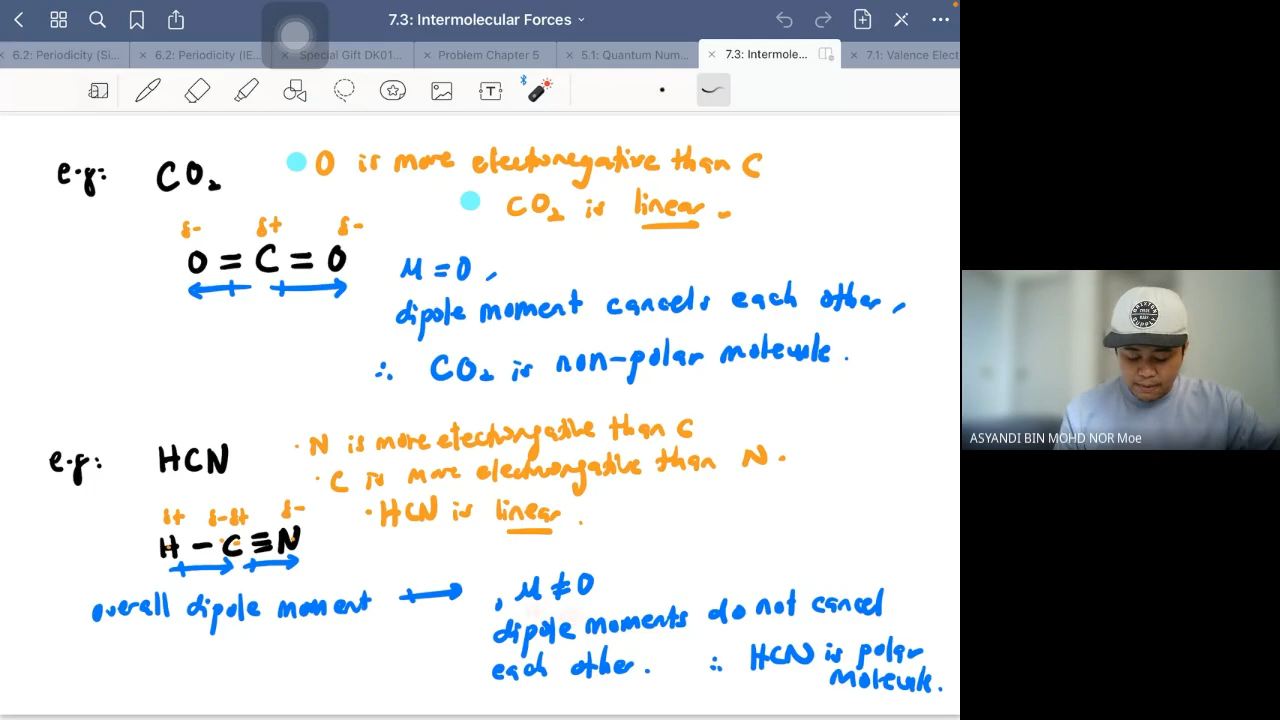 7.3: Intermolecular Forces
6.2: Periodicity (Si...
6.2: Periodicity (IE...
Special Gift DK01...
Problem Chapter 5
5.1: Quantum Num...
7.3: Intermole...
7.1: Valence Elect
T
e.g: CO₂
O is more electronegative than C
CO₂ is linear.
δ- δ+ δ-
O = C = O
μ = 0,
dipole moment cancels each other,
∴ CO₂ is non-polar molecule.
e.g: HCN
· N is more electronegative than C
· C is more electronegative than N.
· HCN is linear.
δ+ δ- δ+ δ-
H - C ≡ N
overall dipole moment
, μ ≠ 0
dipole moments do not cancel
each other. ∴ HCN is polar
molecule.
ASYANDI BIN MOHD NOR Moe